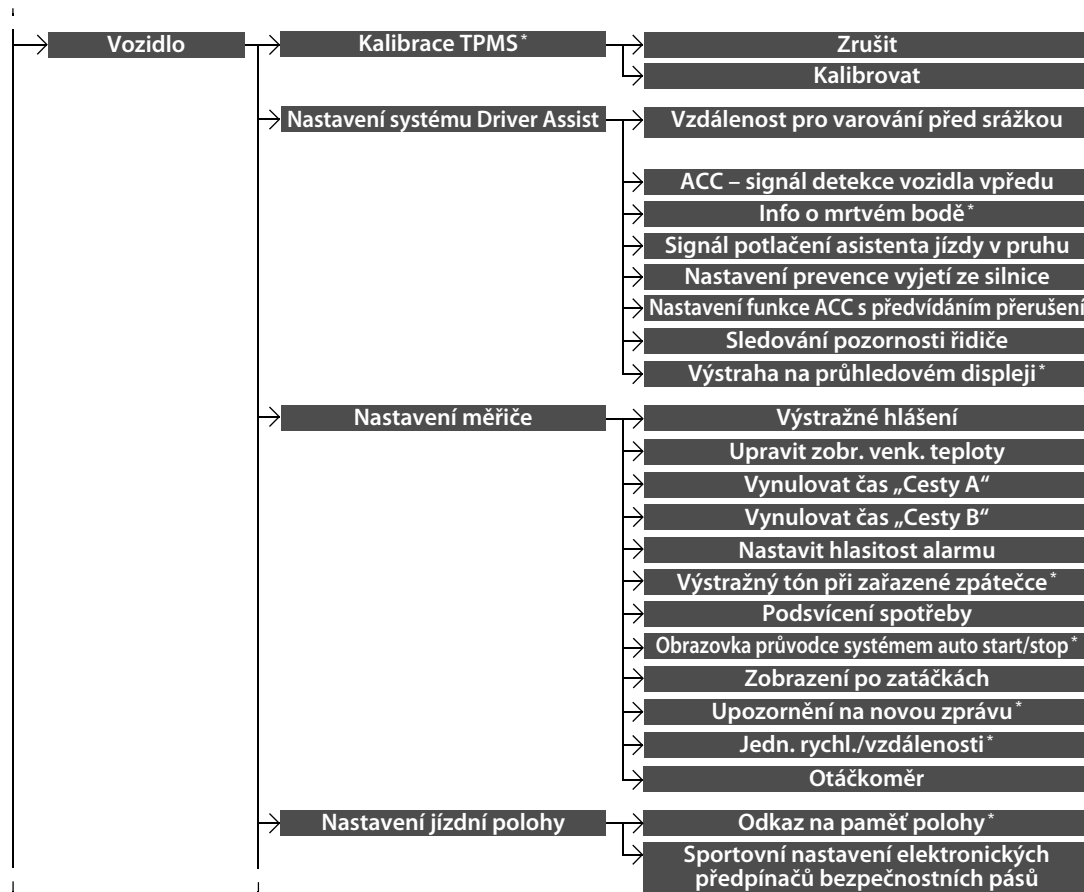 Vozidlo
Kalibrace TPMS*
Zrušit
Kalibrovat
Nastavení systému Driver Assist
Vzdálenost pro varování před srážkou
ACC – signál detekce vozidla vpředu
Info o mrtvém bodě*
Signál potlačení asistenta jízdy v pruhu
Nastavení prevence vyjetí ze silnice
Nastavení funkce ACC s předvídáním přerušení
Sledování pozornosti řidiče
Výstraha na průhledovém displeji*
Nastavení měřiče
Výstražné hlášení
Upravit zobr. venk. teploty
Vynulovat čas „Cesty A“
Vynulovat čas „Cesty B“
Nastavit hlasitost alarmu
Výstražný tón při zařazené zpátečce*
Podsvícení spotřeby
Obrazovka průvodce systémem auto start/stop*
Zobrazení po zatáčkách
Upozornění na novou zprávu*
Jedn. rychl./vzdálenosti*
Otáčkoměr
Nastavení jízdní polohy
Odkaz na paměť polohy*
Sportovní nastavení elektronických
předpínačů bezpečnostních pásů